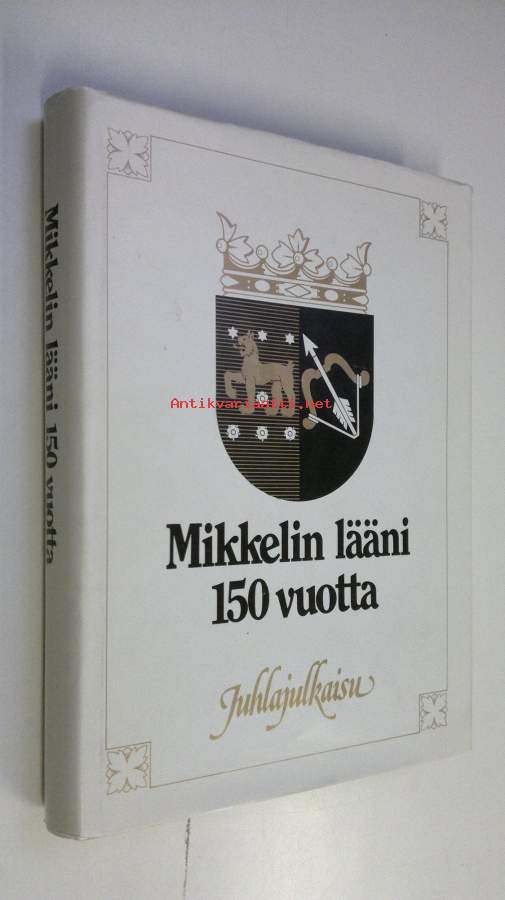 Mikkelin lääni 150 vuotta
Antikvariaatti.net
Mikkelin lääni
150 vuotta
Juhlajulkaisu